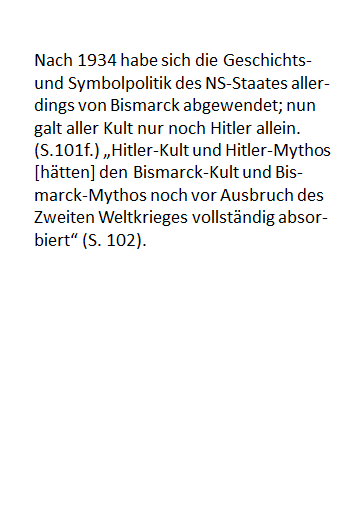 Nach 1934 habe sich die Geschichts-
und Symbolpolitik des NS-Staates aller-
dings von Bismarck abgewendet; nun
galt aller Kult nur noch Hitler allein.
(S.101f.) „Hitler-Kult und Hitler-Mythos
[hätten] den Bismarck-Kult und Bis-
marck-Mythos noch vor Ausbruch des
Zweiten Weltkrieges vollständig absor-
biert“ (S. 102).